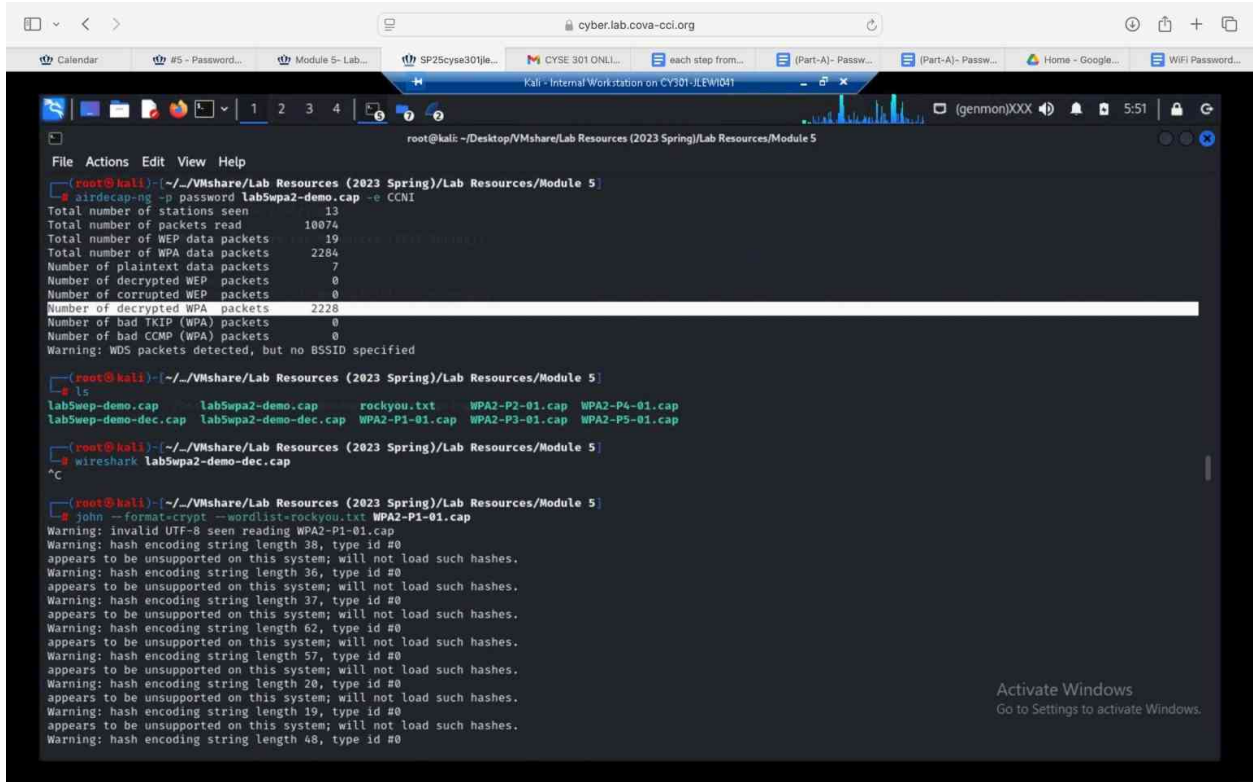 cyber.lab.cova-cci.org
Calendar
#5 - Password...
Module 5- Lab...
SP25cyse301jle...
CYSE 301 ONLI...
each step from...
(Part-A)- Passw...
(Part-A)- Passw...
Home - Google...
WiFi Password...
Kali - Internal Workstation on CY301-JLEWI041
1 2 3 4
(genmon)XXX
5:51
root@kali: ~/Desktop/VMshare/Lab Resources (2023 Spring)/Lab Resources/Module 5
File Actions Edit View Help
┌──(root㉿kali)-[~/…/VMshare/Lab Resources (2023 Spring)/Lab Resources/Module 5]
└─# airdecap-ng -p password lab5wpa2-demo.cap -e CCNI
Total number of stations seen 13
Total number of packets read 10074
Total number of WEP data packets 19
Total number of WPA data packets 2284
Number of plaintext data packets 7
Number of decrypted WEP packets 0
Number of corrupted WEP packets 0
Number of decrypted WPA packets 2228
Number of bad TKIP (WPA) packets 0
Number of bad CCMP (WPA) packets 0
Warning: WDS packets detected, but no BSSID specified
┌──(root㉿kali)-[~/…/VMshare/Lab Resources (2023 Spring)/Lab Resources/Module 5]
└─# ls
lab5wep-demo.cap lab5wpa2-demo.cap rockyou.txt WPA2-P2-01.cap WPA2-P4-01.cap
lab5wep-demo-dec.cap lab5wpa2-demo-dec.cap WPA2-P1-01.cap WPA2-P3-01.cap WPA2-P5-01.cap
┌──(root㉿kali)-[~/…/VMshare/Lab Resources (2023 Spring)/Lab Resources/Module 5]
└─# wireshark lab5wpa2-demo-dec.cap
^C
┌──(root㉿kali)-[~/…/VMshare/Lab Resources (2023 Spring)/Lab Resources/Module 5]
└─# john --format=crypt --wordlist=rockyou.txt WPA2-P1-01.cap
Warning: invalid UTF-8 seen reading WPA2-P1-01.cap
Warning: hash encoding string length 38, type id #0
appears to be unsupported on this system; will not load such hashes.
Warning: hash encoding string length 36, type id #0
appears to be unsupported on this system; will not load such hashes.
Warning: hash encoding string length 37, type id #0
appears to be unsupported on this system; will not load such hashes.
Warning: hash encoding string length 62, type id #0
appears to be unsupported on this system; will not load such hashes.
Warning: hash encoding string length 57, type id #0
appears to be unsupported on this system; will not load such hashes.
Warning: hash encoding string length 20, type id #0
appears to be unsupported on this system; will not load such hashes.
Warning: hash encoding string length 19, type id #0
appears to be unsupported on this system; will not load such hashes.
Warning: hash encoding string length 48, type id #0
Activate Windows
Go to Settings to activate Windows.